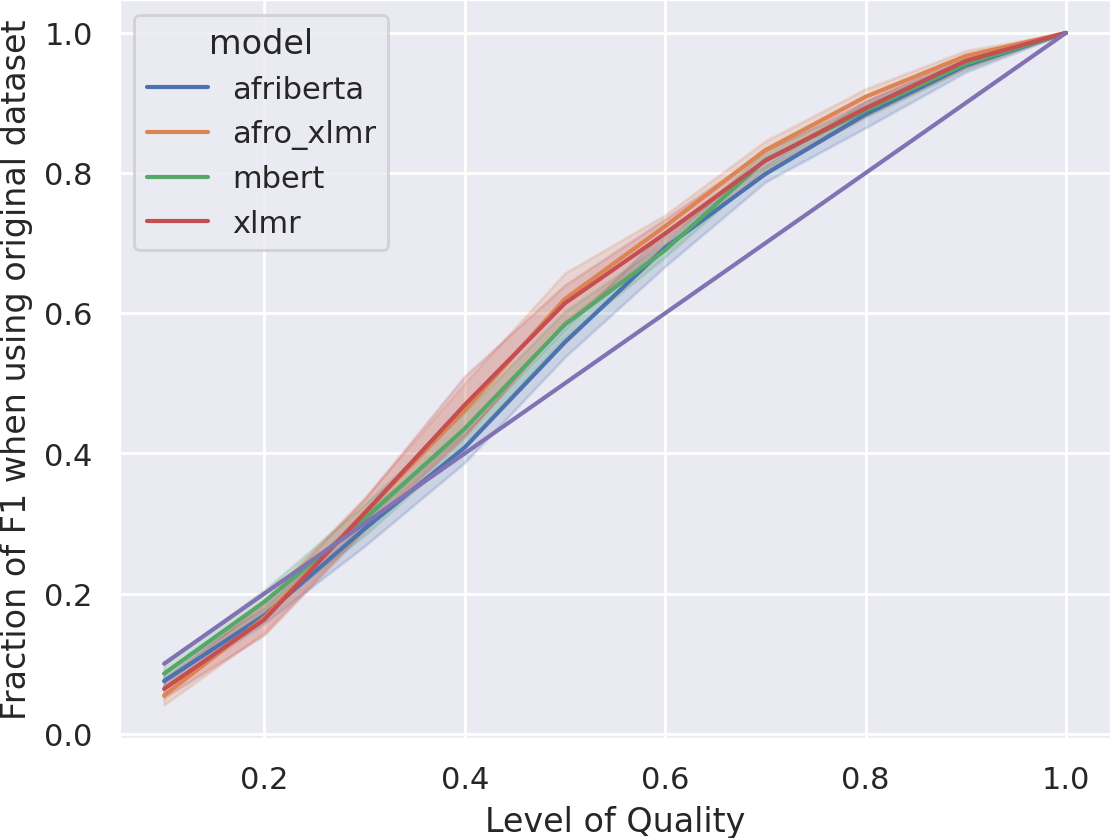 Fraction of F1 when using original dataset
1.0
0.8
0.6
0.4
0.2
0.0
model
afriberta
afro_xlmr
mbert
xlmr
0.2 0.4 0.6 0.8 1.0
Level of Quality